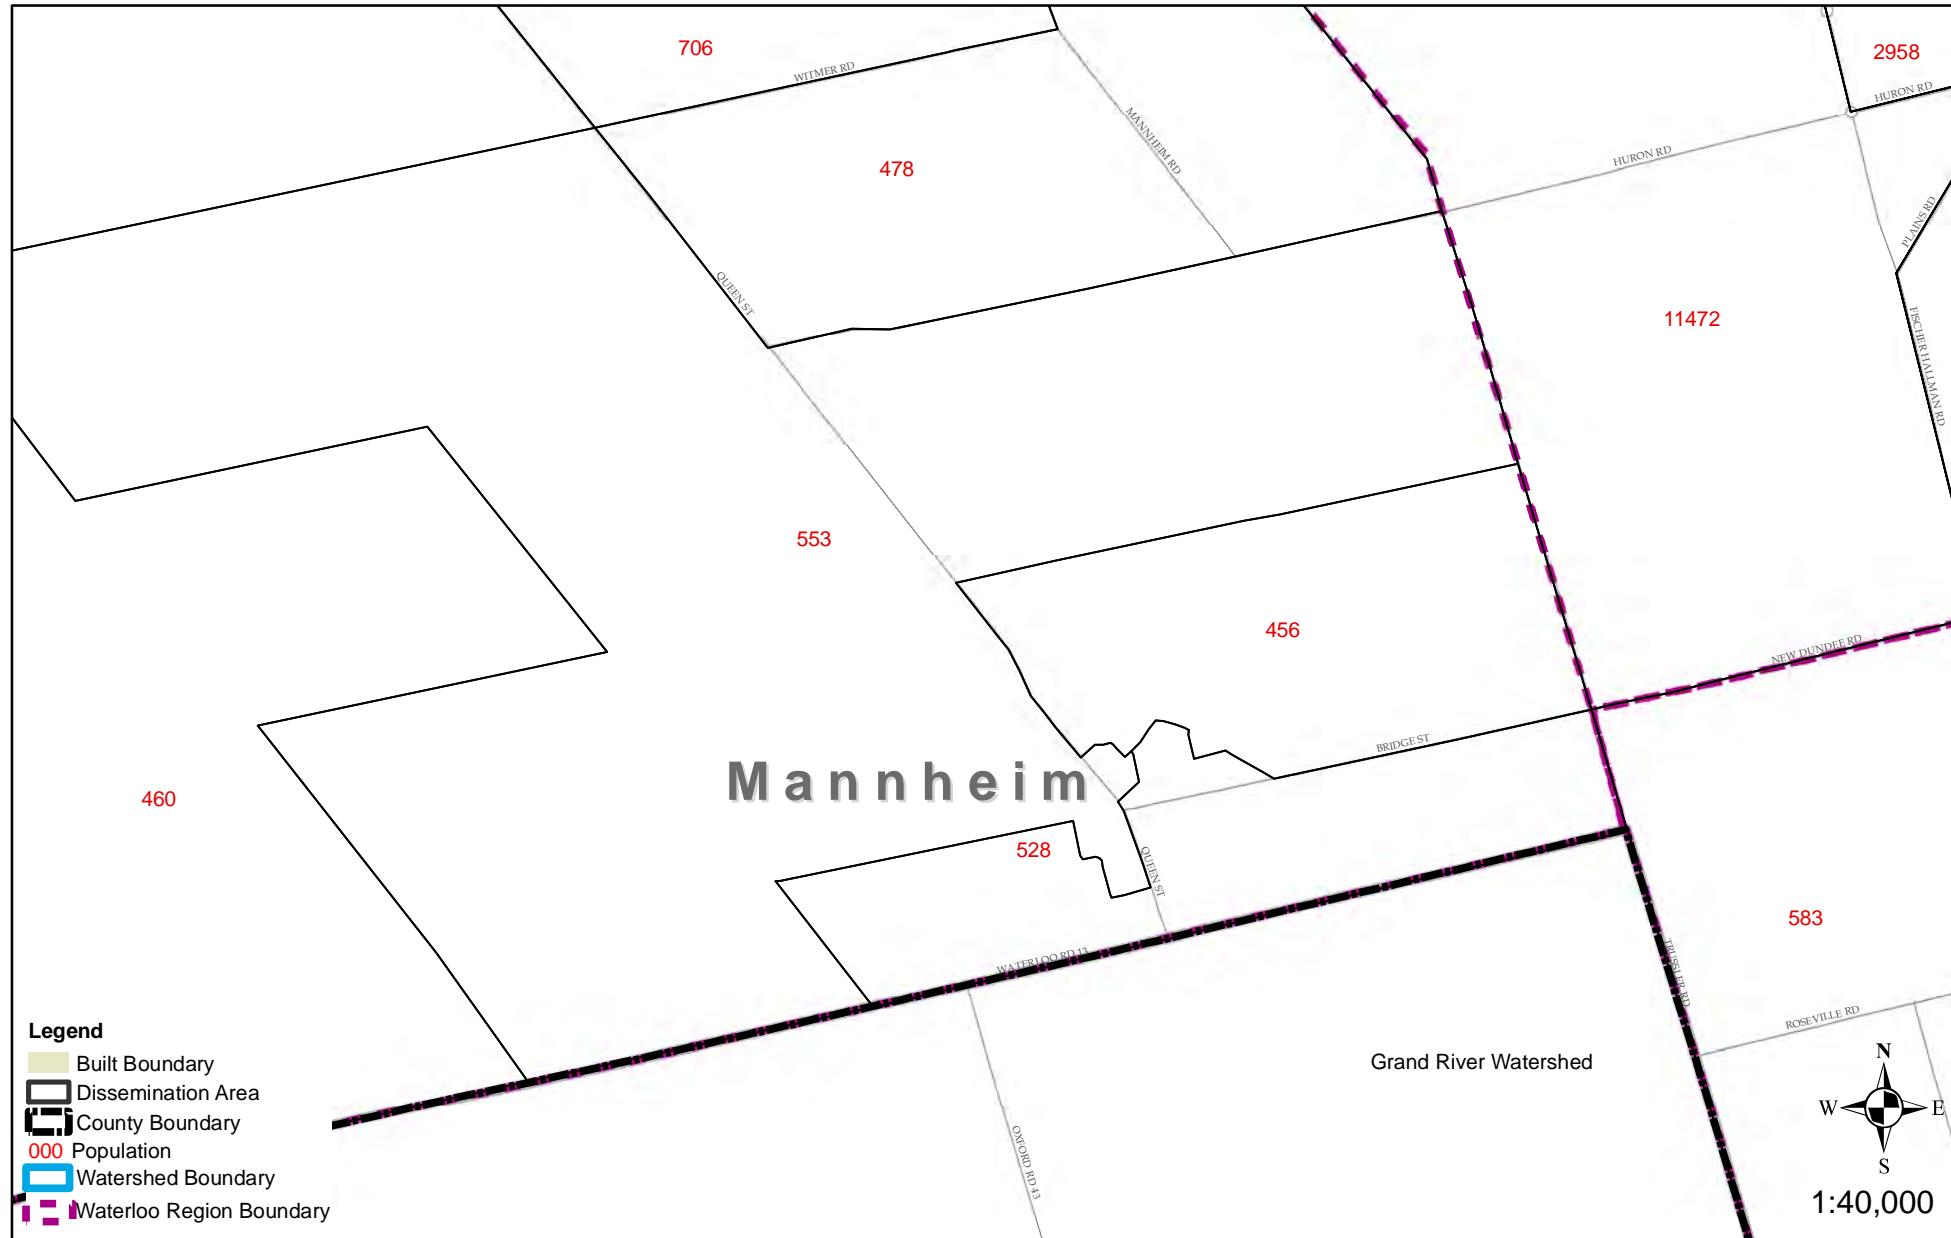 706
WITMER RD
2958
HURON RD
MANNHEIM RD
HURON RD
478
PLAINS RD
QUEEN ST
11472
FISCHER HALLMAN RD
553
456
NEW DUNDEE RD
BRIDGE ST
Mannheim
460
528
QUEEN ST
583
WATERLOO RD 13
TRUSSLER RD
ROSEVILLE RD
Grand River Watershed
OXFORD RD 43
Legend
Built Boundary
Dissemination Area
County Boundary
000 Population
Watershed Boundary
Waterloo Region Boundary
N
W E
S
1:40,000